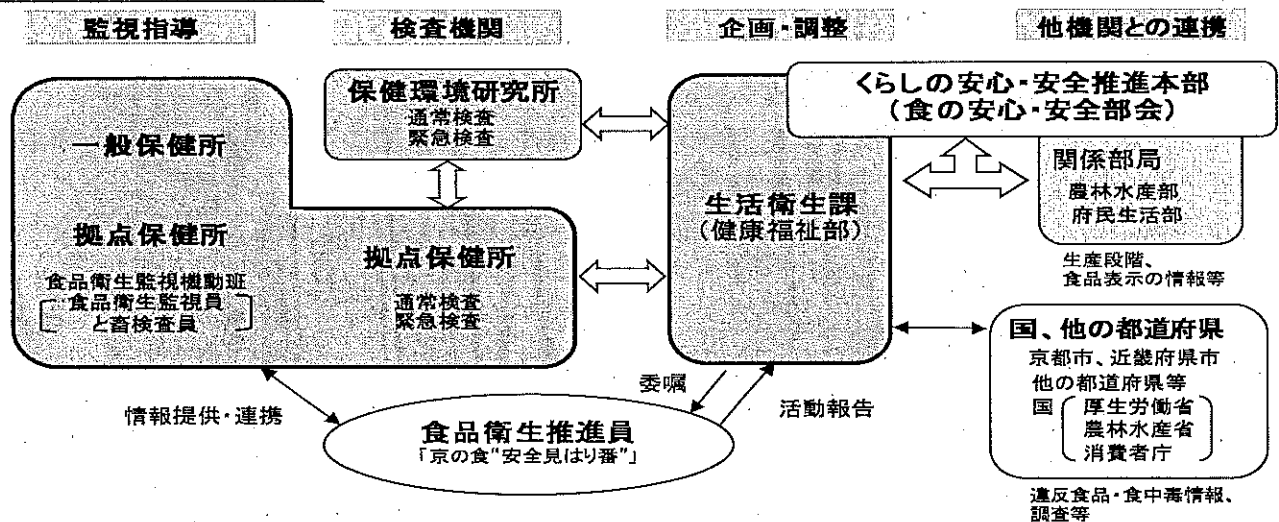 監視指導
検査機関
企画・調整
他機関との連携
一般保健所
拠点保健所
食品衛生監視機動班
食品衛生監視員
と畜検査員
保健環境研究所
通常検査
緊急検査
拠点保健所
通常検査
緊急検査
生活衛生課
(健康福祉部)
くらしの安心・安全推進本部
(食の安心・安全部会)
関係部局
農林水産部
府民生活部
生産段階、
食品表示の情報等
国、他の都道府県
京都市、近畿府県市
他の都道府県等
国 厚生労働省
農林水産省
消費者庁
違反食品・食中毒情報、
調査等
情報提供・連携
委嘱
活動報告
食品衛生推進員
「京の食“安全見はり番”」